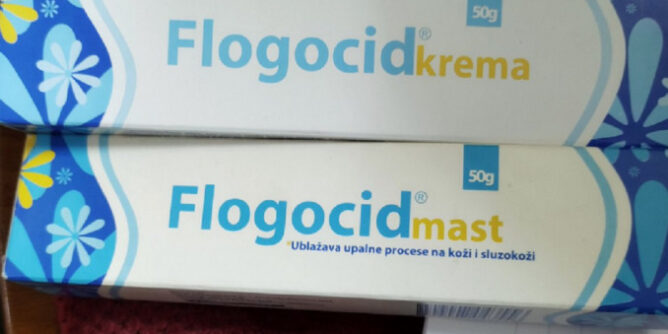 50g
Flogocid®krema
50g
Flogocid®mast
*Ublažava upalne procese na koži i sluzokoži